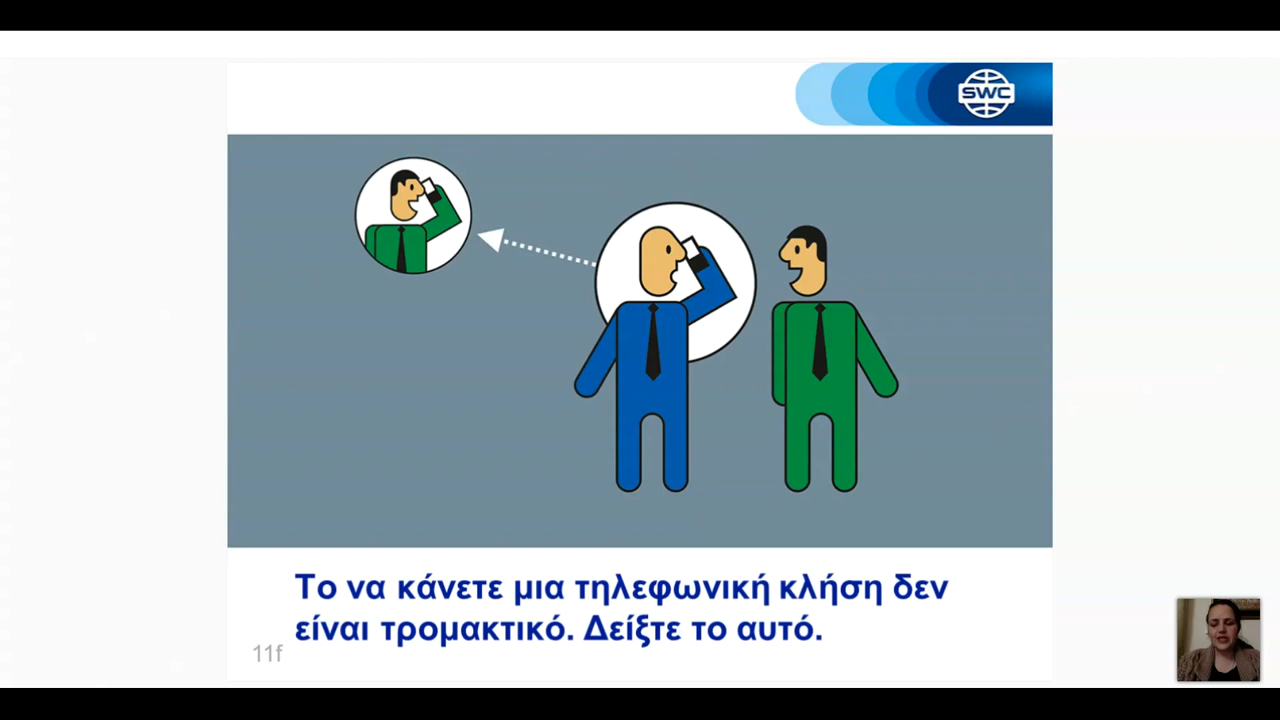 SWC
Το να κάνετε μια τηλεφωνική κλήση δεν
είναι τρομακτικό. Δείξτε το αυτό.
11f